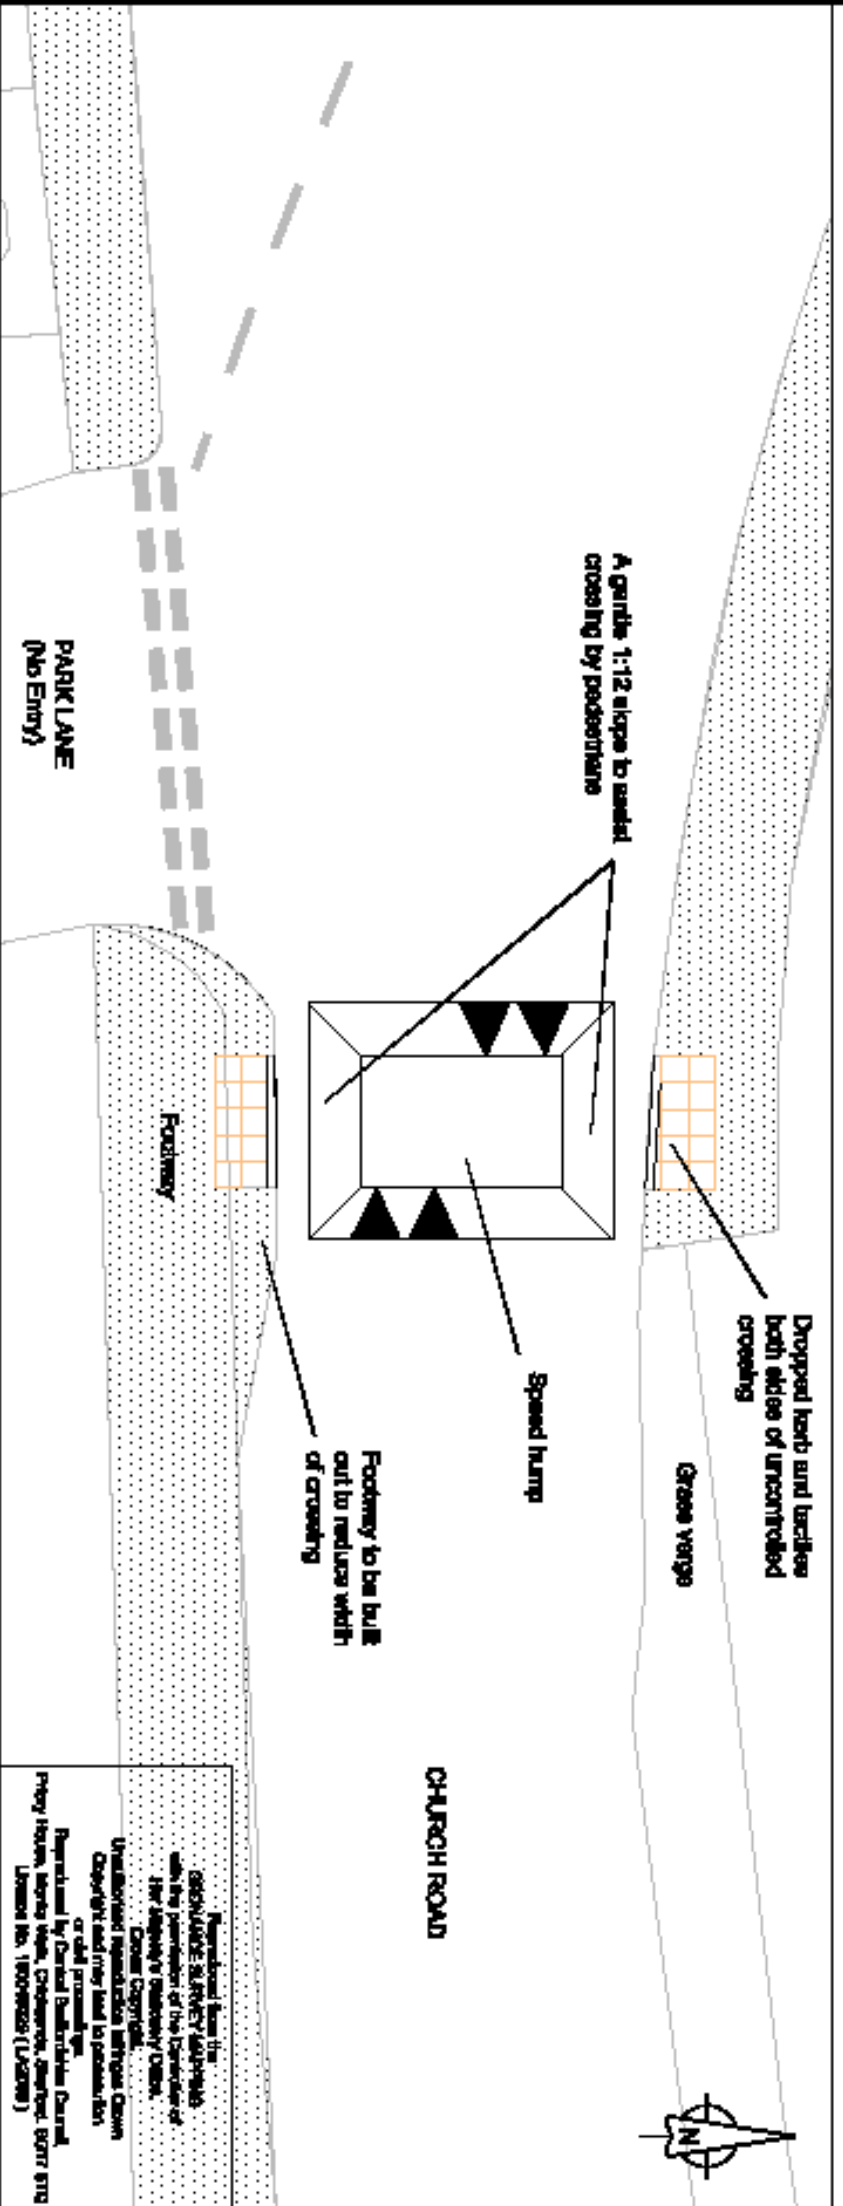 A gentle 1:12 slope to assist
crossing by pedestrians
Dropped kerb and tactiles
both sides of uncontrolled
crossing
Grass verge
PARK LANE
(No Entry)
Footway
Speed hump
Footway to be built
out to reduce width
of crossing
CHURCH ROAD
N
Reproduced from the
ORDNANCE SURVEY MAPPING
with the permission of the Controller of
Her Majesty's Stationery Office.
Crown Copyright.
Unauthorised reproduction infringes Crown
Copyright and may lead to prosecution
or civil proceedings.
Reproduced by Central Bedfordshire Council,
Priory House, Monks Walk, Chicksands, Shefford.
Licence No.